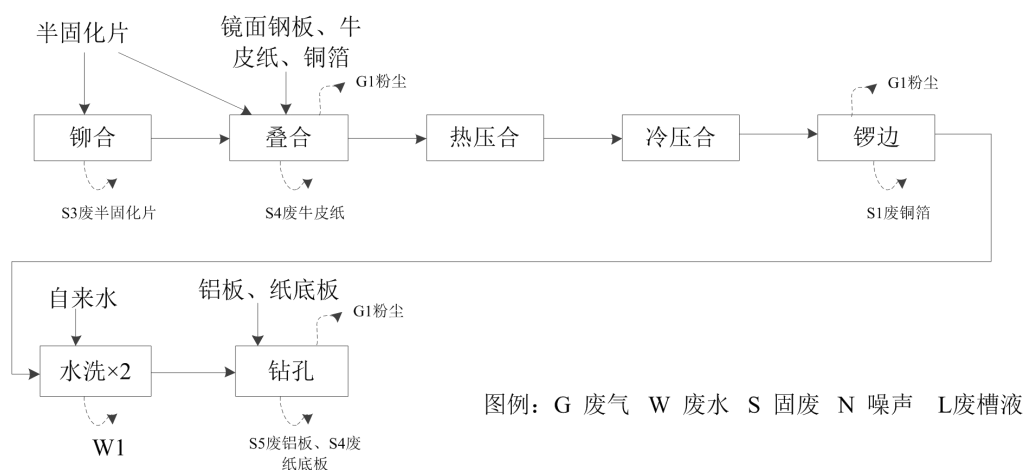 半固化片
镜面钢板、牛
皮纸、铜箔
G1粉尘
G1粉尘
铆合
叠合
热压合
冷压合
锣边
S3废半固化片
S4废牛皮纸
S1废铜箔
自来水
铝板、纸底板
G1粉尘
水洗×2
钻孔
图例：G 废气 W 废水 S 固废 N 噪声 L废槽液
W1
S5废铝板、S4废
纸底板